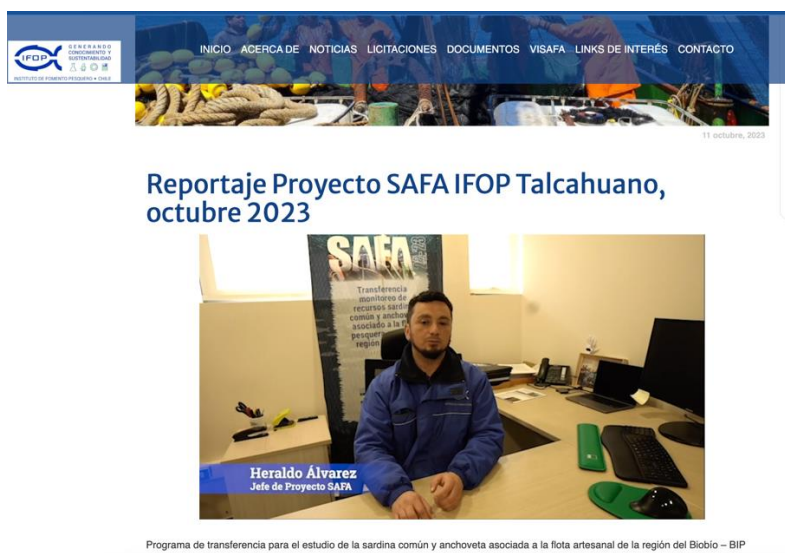 IFOP
GENERANDO
CONOCIMIENTO Y
SUSTENTABILIDAD
INSTITUTO DE FOMENTO PESQUERO • CHILE
INICIO ACERCA DE NOTICIAS LICITACIONES DOCUMENTOS VISAFA LINKS DE INTERÉS CONTACTO
11 octubre, 2023
Reportaje Proyecto SAFA IFOP Talcahuano,
octubre 2023
SAFA
Transferencia
monitoreo de
recursos sardin
común y anchov
asociado a la f
pesquer
región
Heraldo Álvarez
Jefe de Proyecto SAFA
Programa de transferencia para el estudio de la sardina común y anchoveta asociada a la flota artesanal de la región del Biobío – BIP